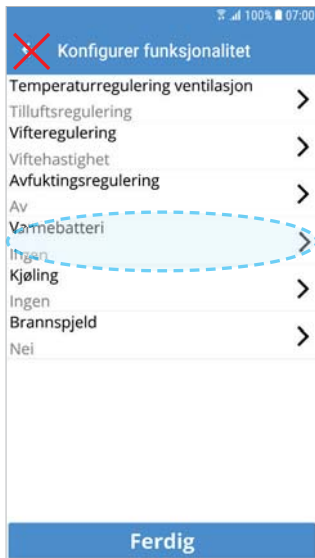 100% 07:00
Konfigurer funksjonalitet
Temperaturregulering ventilasjon
Tilluftsregulering
Vifteregulering
Viftehastighet
Avfuktingsregulering
Av
Varmebatteri
Ingen
Kjøling
Ingen
Brannspjeld
Nei
Ferdig